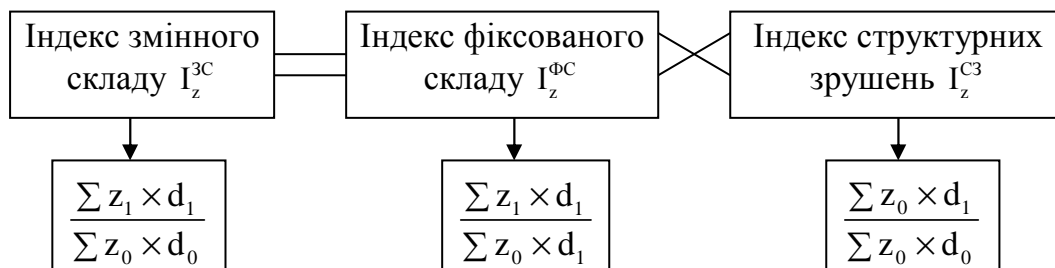 Індекс змінного
складу I_z^ЗС
Індекс фіксованого
складу I_z^ФС
Індекс структурних
зрушень I_z^СЗ
∑ z₁ × d₁
∑ z₀ × d₀
∑ z₁ × d₁
∑ z₀ × d₁
∑ z₀ × d₁
∑ z₀ × d₀